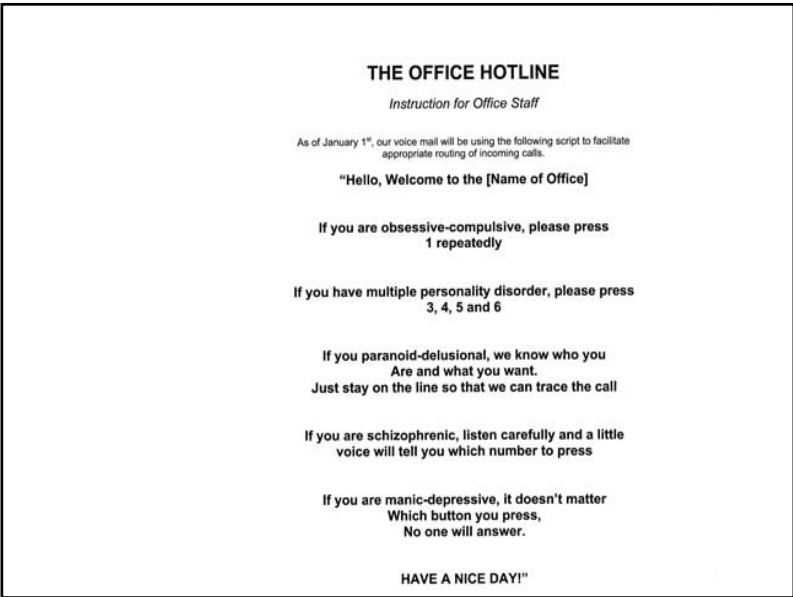 THE OFFICE HOTLINE
Instruction for Office Staff
As of January 1st, our voice mail will be using the following script to facilitate
appropriate routing of incoming calls.
“Hello, Welcome to the [Name of Office]
If you are obsessive-compulsive, please press
1 repeatedly
If you have multiple personality disorder, please press
3, 4, 5 and 6
If you paranoid-delusional, we know who you
Are and what you want.
Just stay on the line so that we can trace the call
If you are schizophrenic, listen carefully and a little
voice will tell you which number to press
If you are manic-depressive, it doesn’t matter
Which button you press,
No one will answer.
HAVE A NICE DAY!”